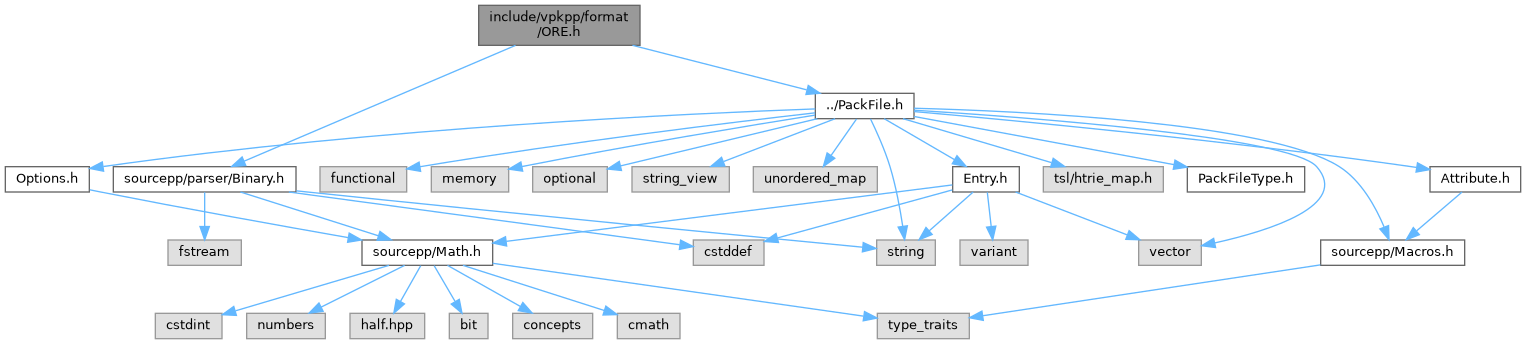 include/vpkpp/format
/ORE.h
../PackFile.h
Options.h
sourcepp/parser/Binary.h
functional
memory
optional
string_view
unordered_map
Entry.h
tsl/htrie_map.h
PackFileType.h
Attribute.h
fstream
sourcepp/Math.h
cstddef
string
variant
vector
sourcepp/Macros.h
cstdint
numbers
half.hpp
bit
concepts
cmath
type_traits